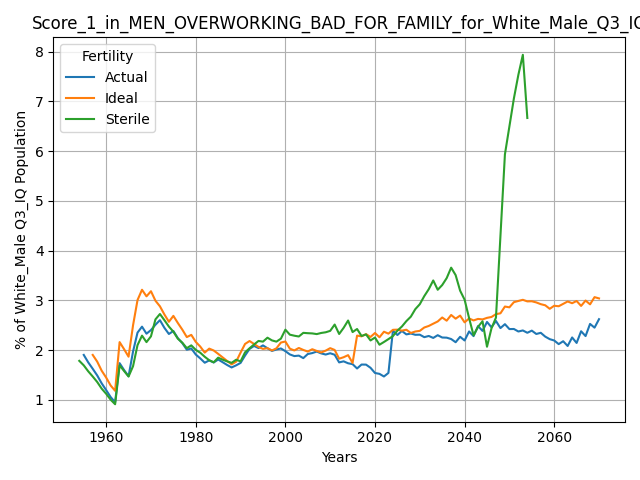 Score_1_in_MEN_OVERWORKING_BAD_FOR_FAMILY_for_White_Male_Q3_IQ
Fertility
Actual
Ideal
Sterile
% of White_Male Q3_IQ Population
8
7
6
5
4
3
2
1
1960 1980 2000 2020 2040 2060
Years